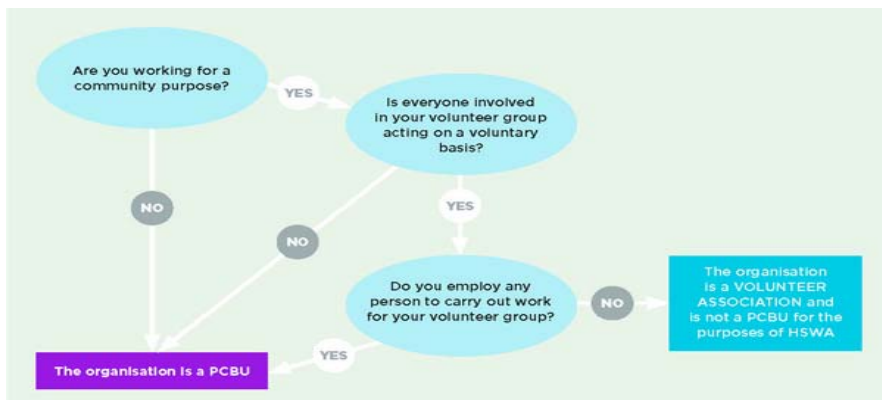 Are you working for a
community purpose?
YES
Is everyone involved
in your volunteer group
acting on a voluntary
basis?
NO
NO
YES
Do you employ any
person to carry out work
for your volunteer group?
NO
The organisation
is a VOLUNTEER
ASSOCIATION and
is not a PCBU for the
purposes of HSWA
YES
The organisation is a PCBU